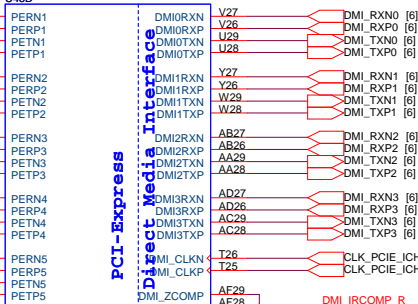 PERN1 DMI0RXN V27 DMI_RXN0 [6]
PERP1 DMI0RXP V26 DMI_RXP0 [6]
PETN1 DMI0TXN U29 DMI_TXN0 [6]
PETP1 DMI0TXP U28 DMI_TXP0 [6]
PERN2 DMI1RXN Y27 DMI_RXN1 [6]
PERP2 DMI1RXP Y26 DMI_RXP1 [6]
PETN2 DMI1TXN W29 DMI_TXN1 [6]
PETP2 DMI1TXP W28 DMI_TXP1 [6]
PERN3 DMI2RXN AB27 DMI_RXN2 [6]
PERP3 DMI2RXP AB26 DMI_RXP2 [6]
PETN3 DMI2TXN AA29 DMI_TXN2 [6]
PETP3 DMI2TXP AA28 DMI_TXP2 [6]
PERN4 DMI3RXN AD27 DMI_RXN3 [6]
PERP4 DMI3RXP AD26 DMI_RXP3 [6]
PETN4 DMI3TXN AC29 DMI_TXN3 [6]
PETP4 DMI3TXP AC28 DMI_TXP3 [6]
PERN5 DMI_CLKN T26 CLK_PCIE_ICH
PERP5 DMI_CLKP T25 CLK_PCIE_ICH
PETN5
PETP5 DMI_ZCOMP AF29
AF28 DMI_IRCOMP_R
PCI-Express
Direct Media Interface